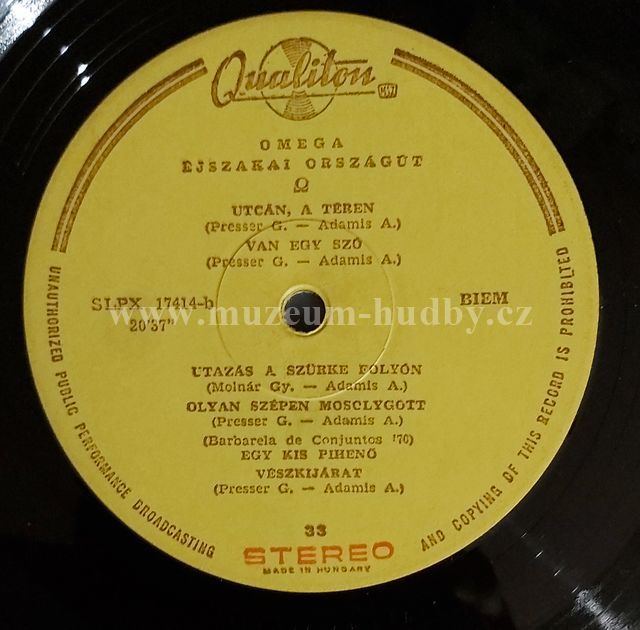 Qualiton
OMEGA
ÉJSZAKAI ORSZÁGÚT
Ω
UTCÁN, A TÉREN
(Presser G. — Adamis A.)
VAN EGY SZÓ
(Presser G. — Adamis A.)
SLPX 17414-b
20'37"
BIEM
www.muzeum-hudby.cz
UTAZÁS A SZÜRKE FOLYÓN
(Molnár Gy. — Adamis A.)
OLYAN SZÉPEN MOSOLYGOTT
(Presser G. — Adamis A.)
(Barbarela de Conjuntos '70)
EGY KIS PIHENŐ
VÉSZKIJÁRAT
(Presser G. — Adamis A.)
33
STEREO
MADE IN HUNGARY
UNAUTHORIZED PUBLIC PERFORMANCE BROADCASTING
AND COPYING OF THIS RECORD IS PROHIBITED